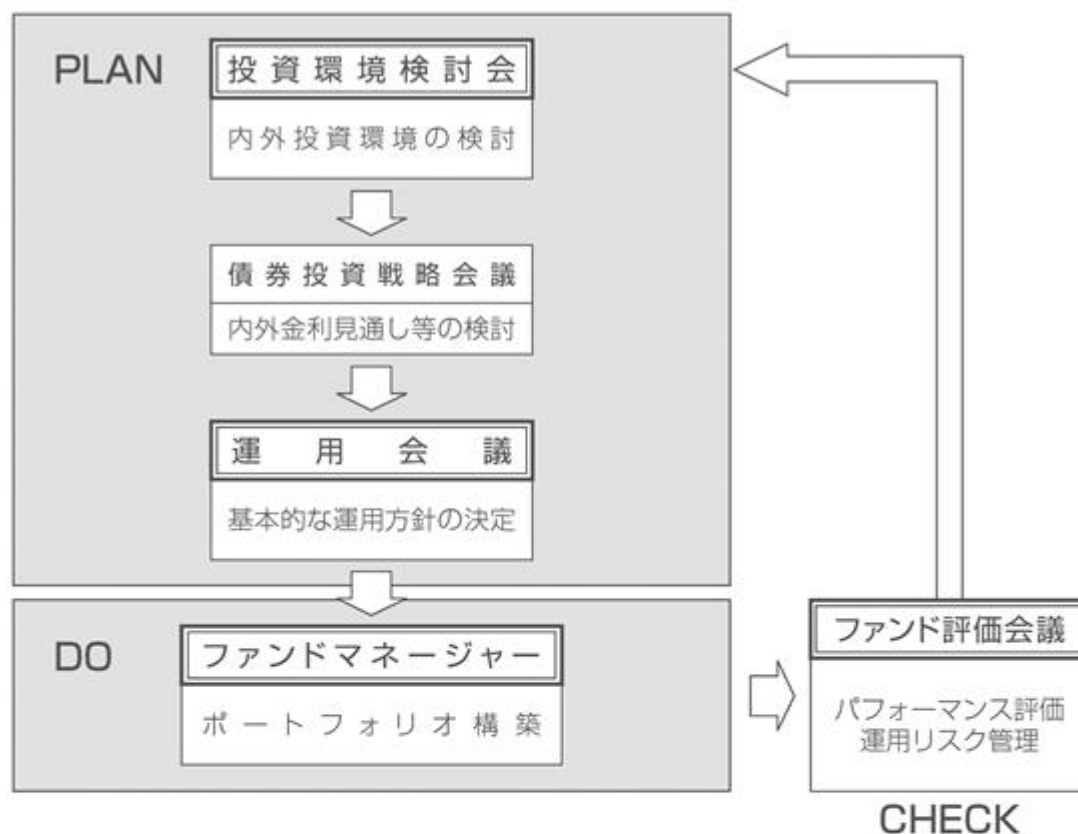 PLAN
投資環境検討会
内外投資環境の検討
債券投資戦略会議
内外金利見通し等の検討
運用会議
基本的な運用方針の決定
DO
ファンドマネージャー
ポートフォリオ構築
ファンド評価会議
パフォーマンス評価
運用リスク管理
CHECK